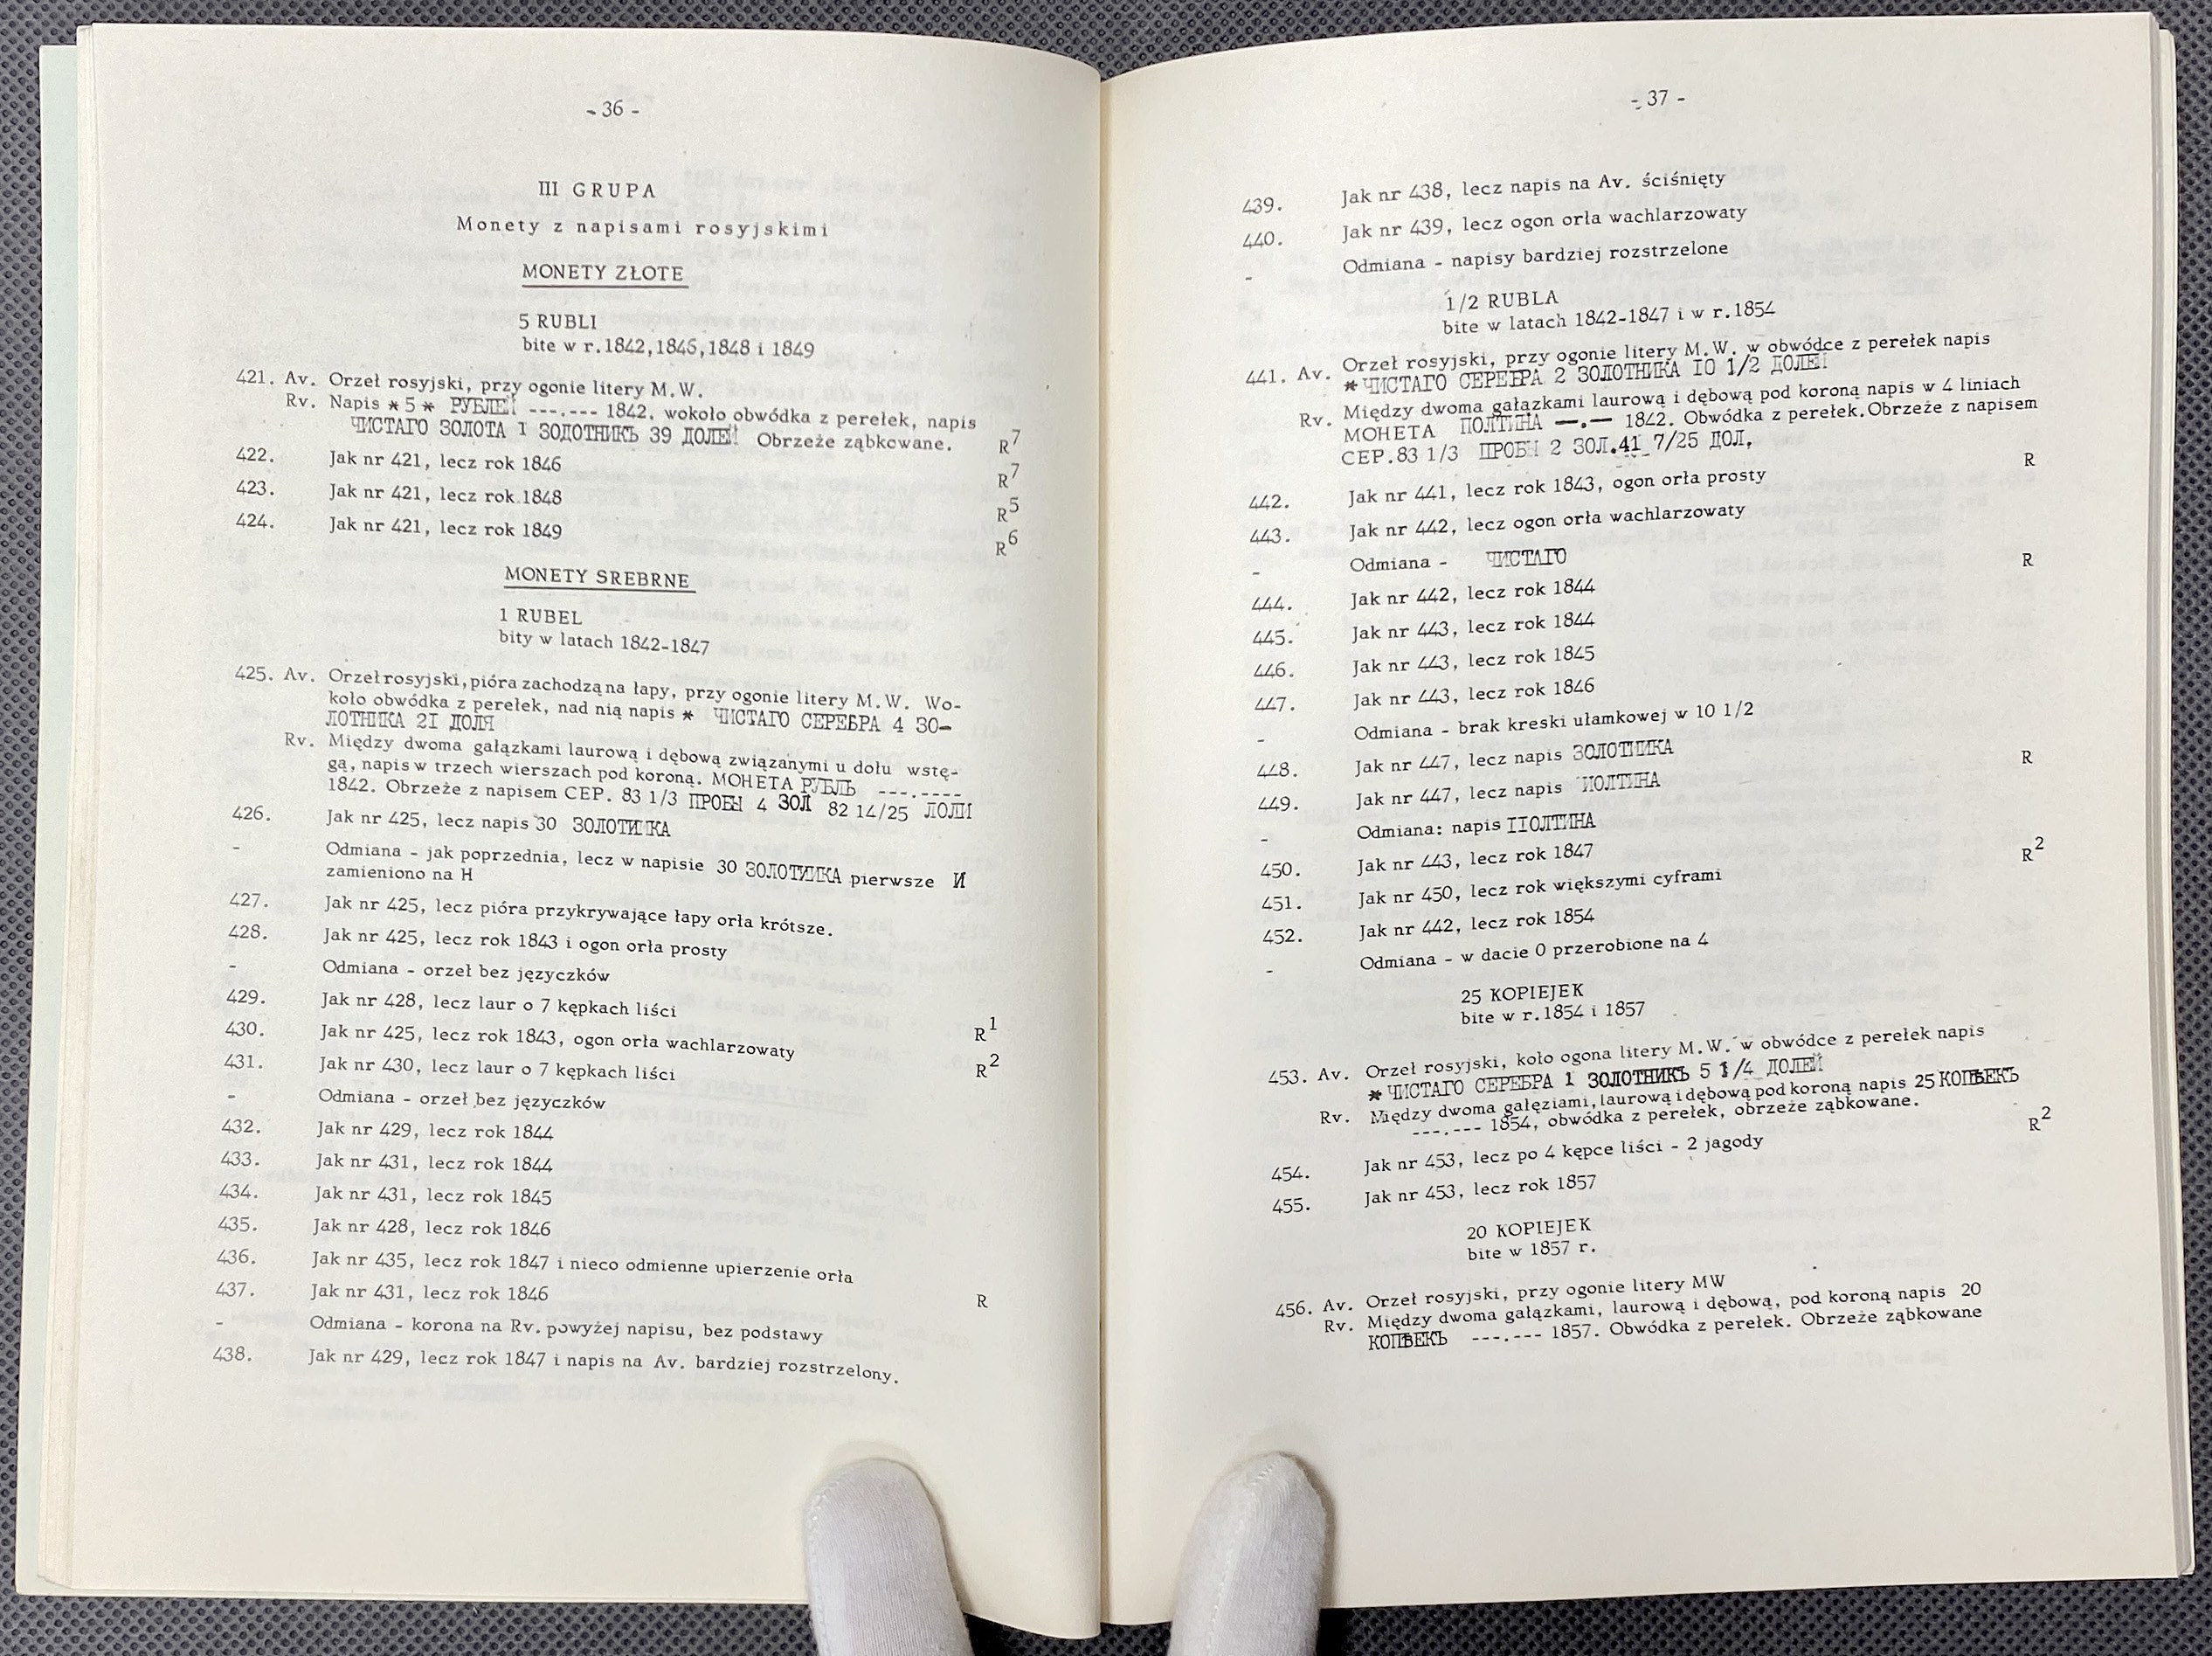 - 36 -
III GRUPA
Monety z napisami rosyjskimi
MONETY ZŁOTE
5 RUBLI
bite w r.1842,1846,1848 i 1849
421. Av. Orzeł rosyjski, przy ogonie litery M.W.
Rv. Napis * 5 * РУБЛЕЙ ---.--- 1842, wokoło obwódka z perełek, napis
ЧИСТАГО ЗОЛОТА 1 ЗОЛОТНИКЪ 39 ДОЛЕЙ Obrzeże ząbkowane. R7
422. Jak nr 421, lecz rok 1846 R7
423. Jak nr 421, lecz rok 1848 R5
424. Jak nr 421, lecz rok 1849 R6
MONETY SREBRNE
1 RUBEL
bity w latach 1842-1847
425. Av. Orzeł rosyjski, pióra zachodzą na łapy, przy ogonie litery M.W. Wo-
koło obwódka z perełek, nad nią napis * ЧИСТАГО СЕРЕБРА 4 ЗО-
ЛОТНИКА 21 ДОЛЯ
Rv. Między dwoma gałązkami laurową i dębową związanymi u dołu wstę-
gą, napis w trzech wierszach pod koroną. МОНЕТА РУБЛЬ ---.----
1842. Obrzeże z napisem СЕР. 83 1/3 ПРОБЫ 4 ЗОЛ 82 14/25 ДОЛИ
426. Jak nr 425, lecz napis 30 ЗОЛОТИКА
- Odmiana - jak poprzednia, lecz w napisie 30 ЗОЛОТИИКА pierwsze И
zamieniono na Н
427. Jak nr 425, lecz pióra przykrywające łapy orła krótsze.
428. Jak nr 425, lecz rok 1843 i ogon orła prosty
- Odmiana - orzeł bez języczków
429. Jak nr 428, lecz laur o 7 kępkach liści
430. Jak nr 425, lecz rok 1843, ogon orła wachlarzowaty R1
431. Jak nr 430, lecz laur o 7 kępkach liści R2
- Odmiana - orzeł bez języczków
432. Jak nr 429, lecz rok 1844
433. Jak nr 431, lecz rok 1844
434. Jak nr 431, lecz rok 1845
435. Jak nr 428, lecz rok 1846
436. Jak nr 435, lecz rok 1847 i nieco odmienne upierzenie orła
437. Jak nr 431, lecz rok 1846 R
- Odmiana - korona na Rv. powyżej napisu, bez podstawy
438. Jak nr 429, lecz rok 1847 i napis na Av. bardziej rozstrzelony.
- 37 -
439. Jak nr 438, lecz napis na Av. ściśnięty
440. Jak nr 439, lecz ogon orła wachlarzowaty
- Odmiana - napisy bardziej rozstrzelone
1/2 RUBLA
bite w latach 1842-1847 i w r.1854
441. Av. Orzeł rosyjski, przy ogonie litery M.W. w obwódce z perełek napis
* ЧИСТАГО СЕРЕБРА 2 ЗОЛОТНИКА 10 1/2 ДОЛЕЙ
Rv. Między dwoma gałązkami laurową i dębową pod koroną napis w 4 liniach
МОНЕТА ПОЛТИНА —.— 1842. Obwódka z perełek. Obrzeże z napisem
СЕР.83 1/3 ПРОБЫ 2 ЗОЛ.41 7/25 ДОЛ.
442. Jak nr 441, lecz rok 1843, ogon orła prosty R
443. Jak nr 442, lecz ogon orła wachlarzowaty
- Odmiana - ЧИСТАГО R
444. Jak nr 442, lecz rok 1844
445. Jak nr 443, lecz rok 1844
446. Jak nr 443, lecz rok 1845
447. Jak nr 443, lecz rok 1846
- Odmiana - brak kreski ułamkowej w 10 1/2
448. Jak nr 447, lecz napis ЗОЛОТИИКА R
449. Jak nr 447, lecz napis ИОЛТИНА
- Odmiana: napis IIОЛТИНА
450. Jak nr 443, lecz rok 1847 R2
451. Jak nr 450, lecz rok większymi cyframi
452. Jak nr 442, lecz rok 1854
- Odmiana - w dacie 0 przerobione na 4
25 KOPIEJEK
bite w r.1854 i 1857
453. Av. Orzeł rosyjski, koło ogona litery M.W. w obwódce z perełek napis
* ЧИСТАГО СЕРЕБРА 1 ЗОЛОТНИКЪ 5 1/4 ДОЛЕЙ
Rv. Między dwoma gałęziami, laurową i dębową pod koroną napis 25 КОПѢЕКЪ
---.--- 1854, obwódka z perełek, obrzeże ząbkowane.
454. Jak nr 453, lecz po 4 kępce liści - 2 jagody R2
455. Jak nr 453, lecz rok 1857
20 KOPIEJEK
bite w 1857 r.
456. Av. Orzeł rosyjski, przy ogonie litery MW
Rv. Między dwoma gałązkami, laurową i dębową, pod koroną napis 20
КОПѢЕКЪ ---.--- 1857. Obwódka z perełek. Obrzeże ząbkowane